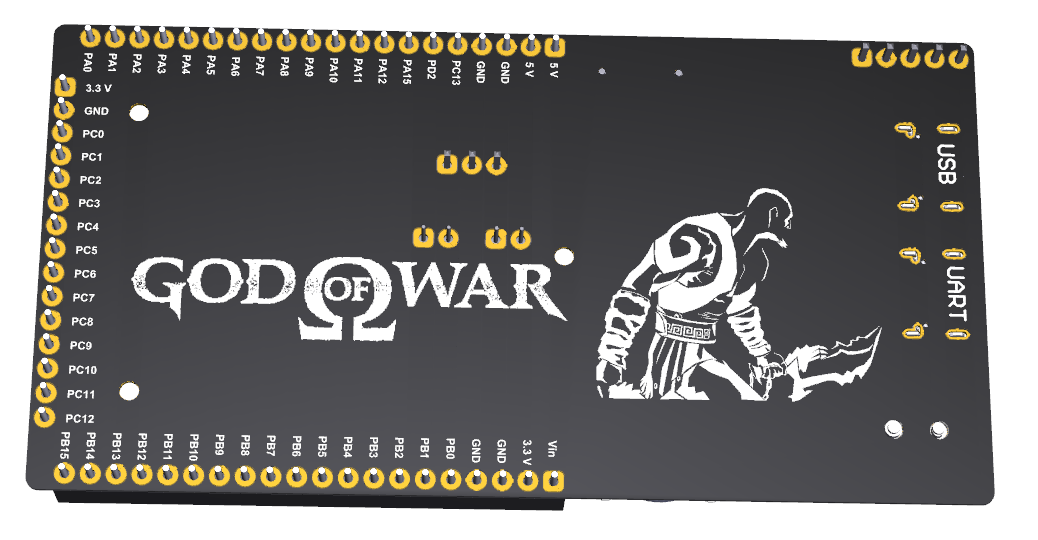 PA0
PA1
PA2
PA3
PA4
PA5
PA6
PA7
PA8
PA9
PA10
PA11
PA12
PA15
PD2
PC13
GND
GND
5 V
5 V
3.3 V
GND
PC0
PC1
PC2
PC3
PC4
PC5
PC6
PC7
PC8
PC9
PC10
PC11
PC12
GOD OF WAR
USB
UART
PB15
PB14
PB13
PB12
PB11
PB10
PB9
PB8
PB7
PB6
PB5
PB4
PB3
PB2
PB1
PB0
GND
GND
3.3 V
Vin